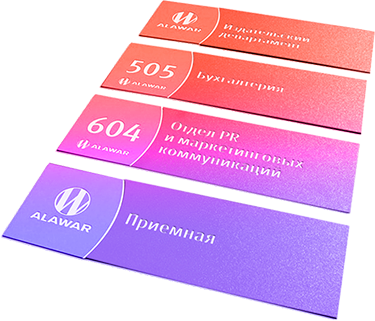 ALAWAR
Издательский
департамент
505
ALAWAR
Бухгалтерия
604
ALAWAR
Отдел PR
и маркетинговых
коммуникаций
ALAWAR
Приемная